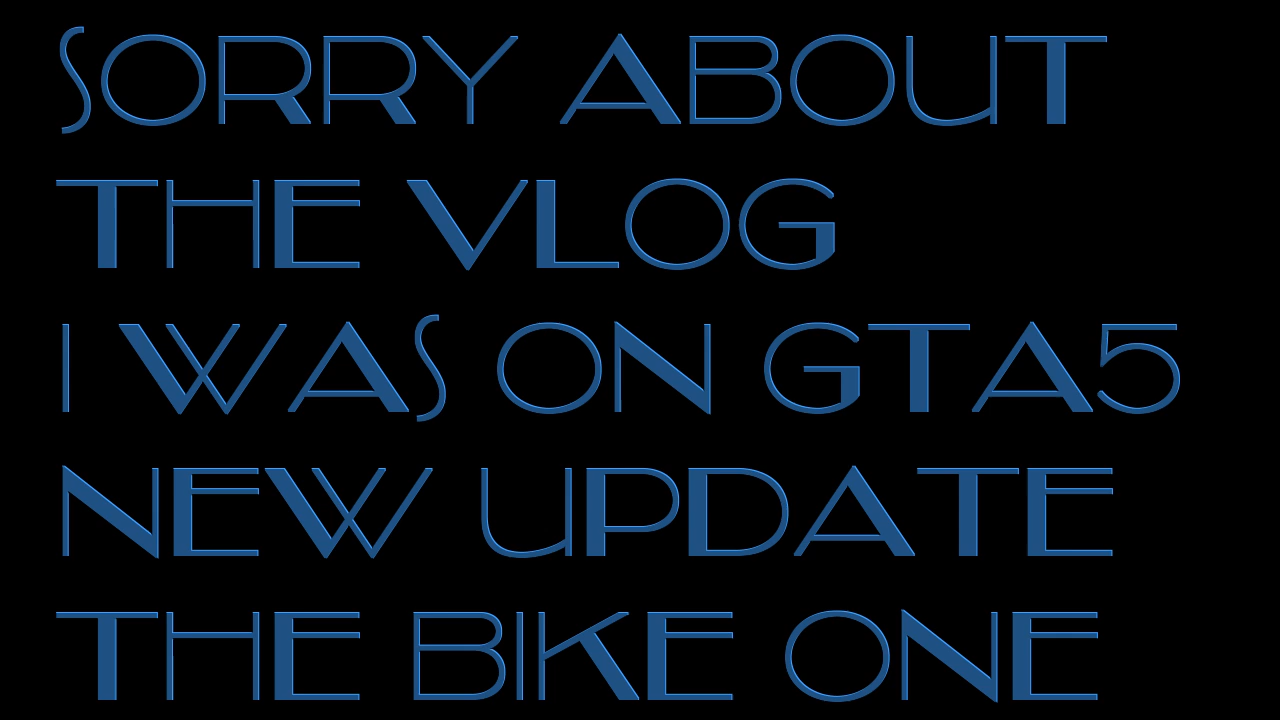 SORRY ABOUT
THE VLOG
I WAS ON GTA5
NEW UPDATE
THE BIKE ONE